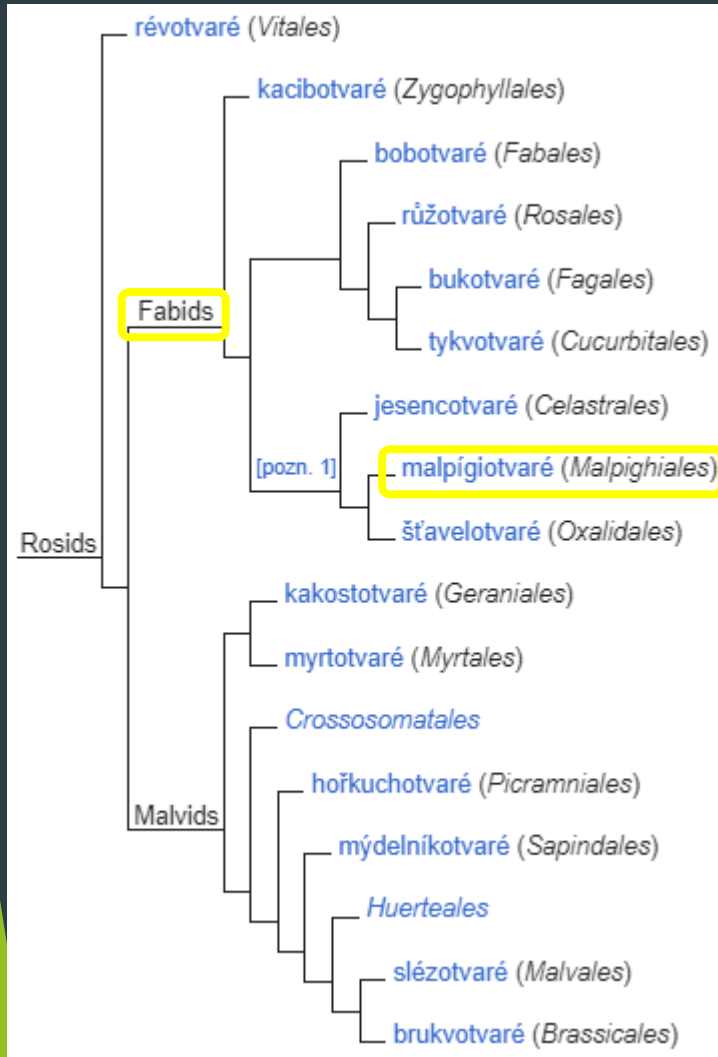 révotvaré (Vitales)
kacibotvaré (Zygophyllales)
bobotvaré (Fabales)
růžotvaré (Rosales)
Fabids
bukotvaré (Fagales)
tykvotvaré (Cucurbitales)
jesencotvaré (Celastrales)
[pozn. 1]
malpígiotvaré (Malpighiales)
šťavelotvaré (Oxalidales)
Rosids
kakostotvaré (Geraniales)
myrtotvaré (Myrtales)
Crossosomatales
hořkuchotvaré (Picramniales)
Malvids
mýdelníkotvaré (Sapindales)
Huerteales
slézotvaré (Malvales)
brukvotvaré (Brassicales)